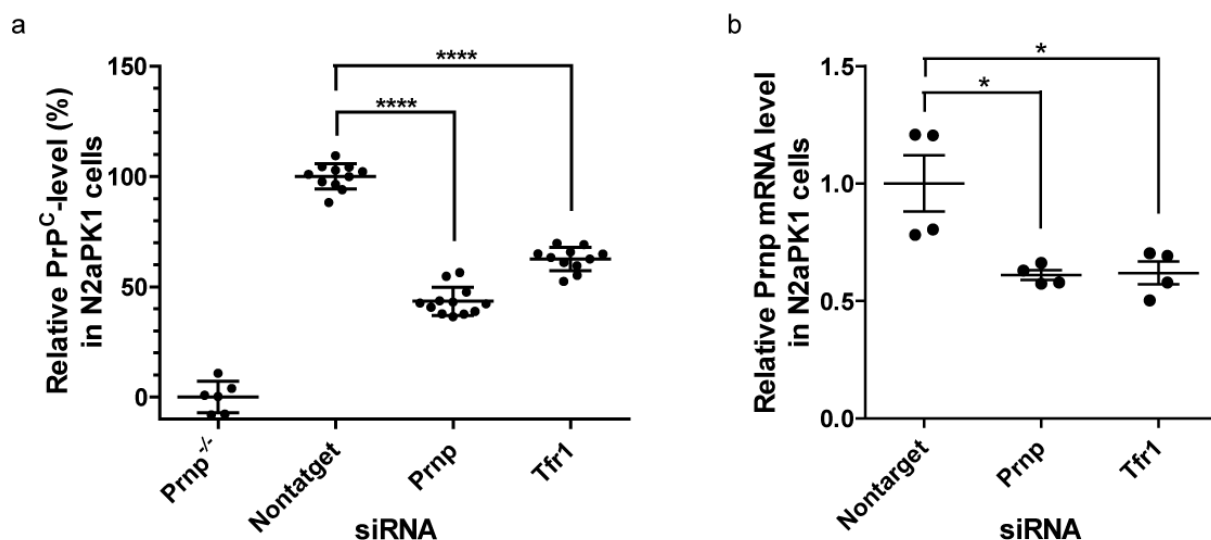 a
Relative PrP^C-level (%)
in N2aPK1 cells
150
100
50
0
****
****
Prnp^-/-
Nontatget
Prnp
Tfr1
siRNA
b
Relative Prnp mRNA level
in N2aPK1 cells
1.5
1.0
0.5
0.0
*
*
Nontarget
Prnp
Tfr1
siRNA